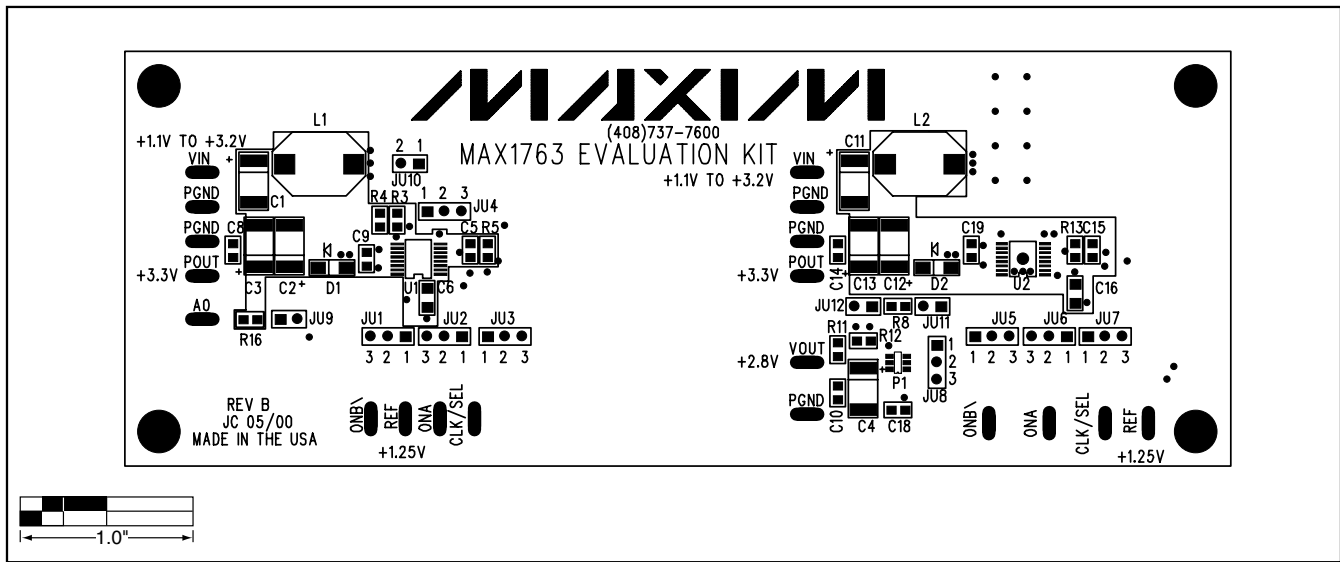 MAXIM
(408)737-7600
MAX1763 EVALUATION KIT
+1.1V TO +3.2V
L1
VIN
+
PGND
C1
2 1
JU10
R4 R3
1 2 3
JU4
PGND
C8
C9
C5 R5
POUT
+3.3V
+
C3 C2 +
D1
U1
C6
A0
R16
JU9
JU1 JU2 JU3
3 2 1 3 2 1 1 2 3
REV B
JC 05/00
MADE IN THE USA
ONB\
REF
ONA
CLK/SEL
+1.25V
+1.1V TO +3.2V
C11
L2
VIN
+
PGND
PGND
C19
R13 C15
POUT
+3.3V
C14
+
C13 C12+
D2
U2
C16
JU12
R8
JU11
R11
R12
JU5 JU6 JU7
1 2 3 3 2 1 1 2 3
VOUT
+2.8V
+
P1
1
2
3
JU8
PGND
C10
C4 C18
ONB\
ONA
CLK/SEL
REF
+1.25V
1.0"